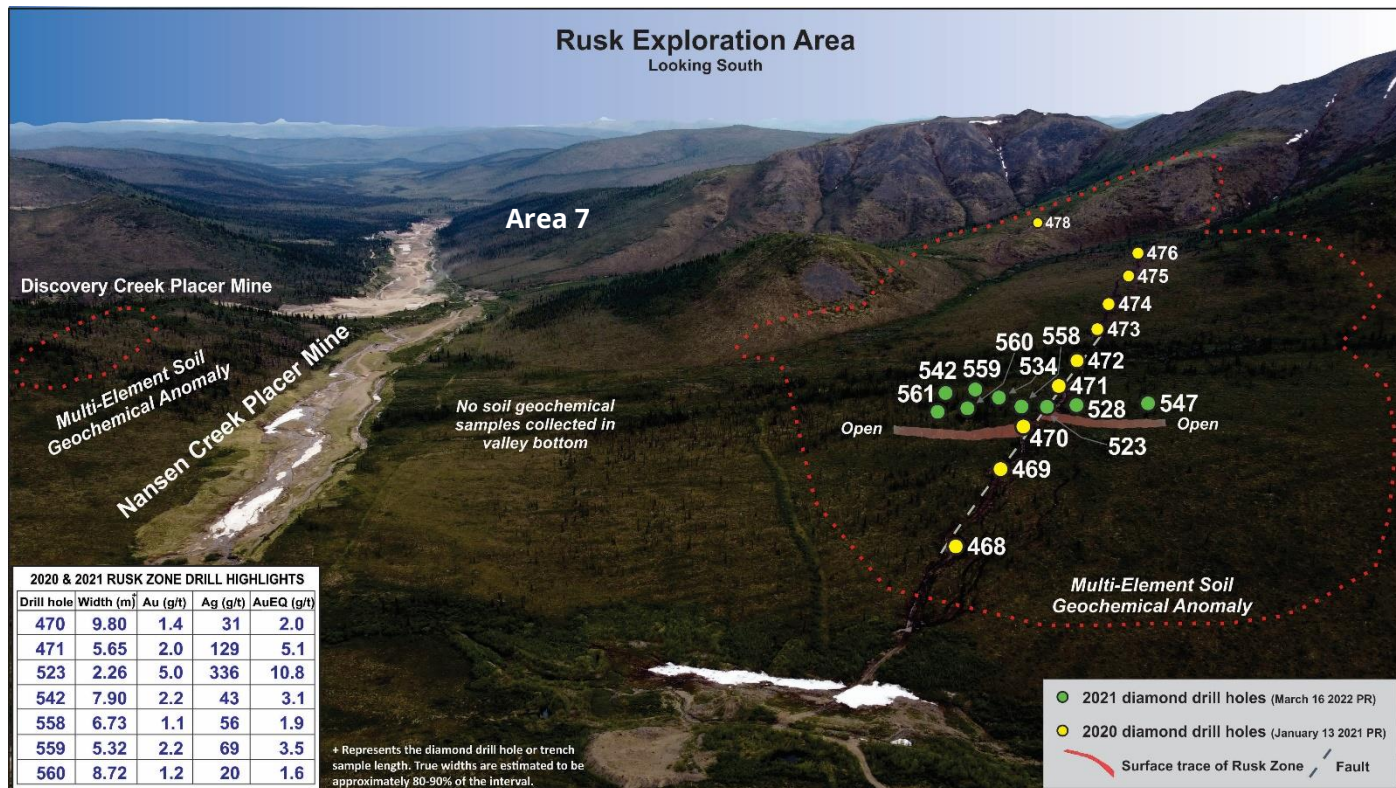 Rusk Exploration Area
Looking South
Area 7
478
476
475
474
473
472
471
558
560
534
542
559
561
528
547
Open
Open
470
523
469
468
Discovery Creek Placer Mine
Multi-Element Soil
Geochemical Anomaly
Nansen Creek Placer Mine
No soil geochemical
samples collected in
valley bottom
Multi-Element Soil
Geochemical Anomaly
2020 & 2021 RUSK ZONE DRILL HIGHLIGHTS
Drill hole Width (m)+ Au (g/t) Ag (g/t) AuEQ (g/t)
470 9.80 1.4 31 2.0
471 5.65 2.0 129 5.1
523 2.26 5.0 336 10.8
542 7.90 2.2 43 3.1
558 6.73 1.1 56 1.9
559 5.32 2.2 69 3.5
560 8.72 1.2 20 1.6
+ Represents the diamond drill hole or trench
sample length. True widths are estimated to be
approximately 80-90% of the interval.
2021 diamond drill holes (March 16 2022 PR)
2020 diamond drill holes (January 13 2021 PR)
Surface trace of Rusk Zone
Fault